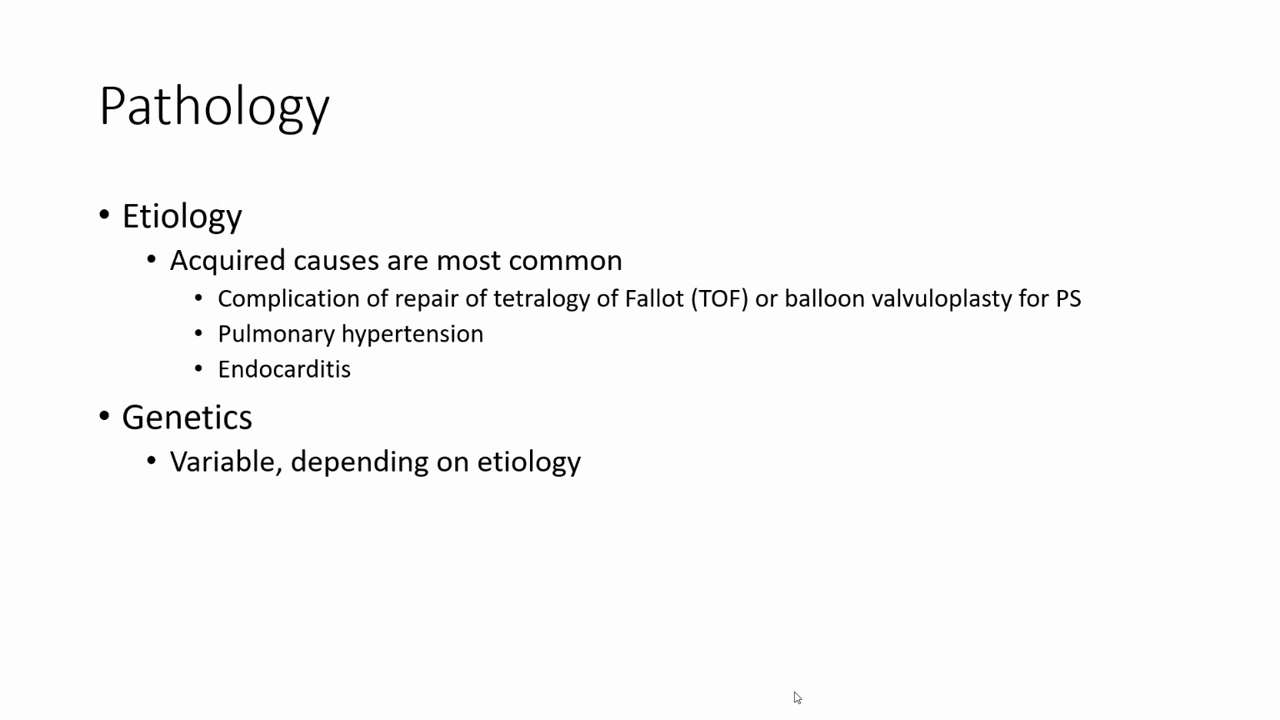 Pathology
• Etiology
• Acquired causes are most common
• Complication of repair of tetralogy of Fallot (TOF) or balloon valvuloplasty for PS
• Pulmonary hypertension
• Endocarditis
• Genetics
• Variable, depending on etiology